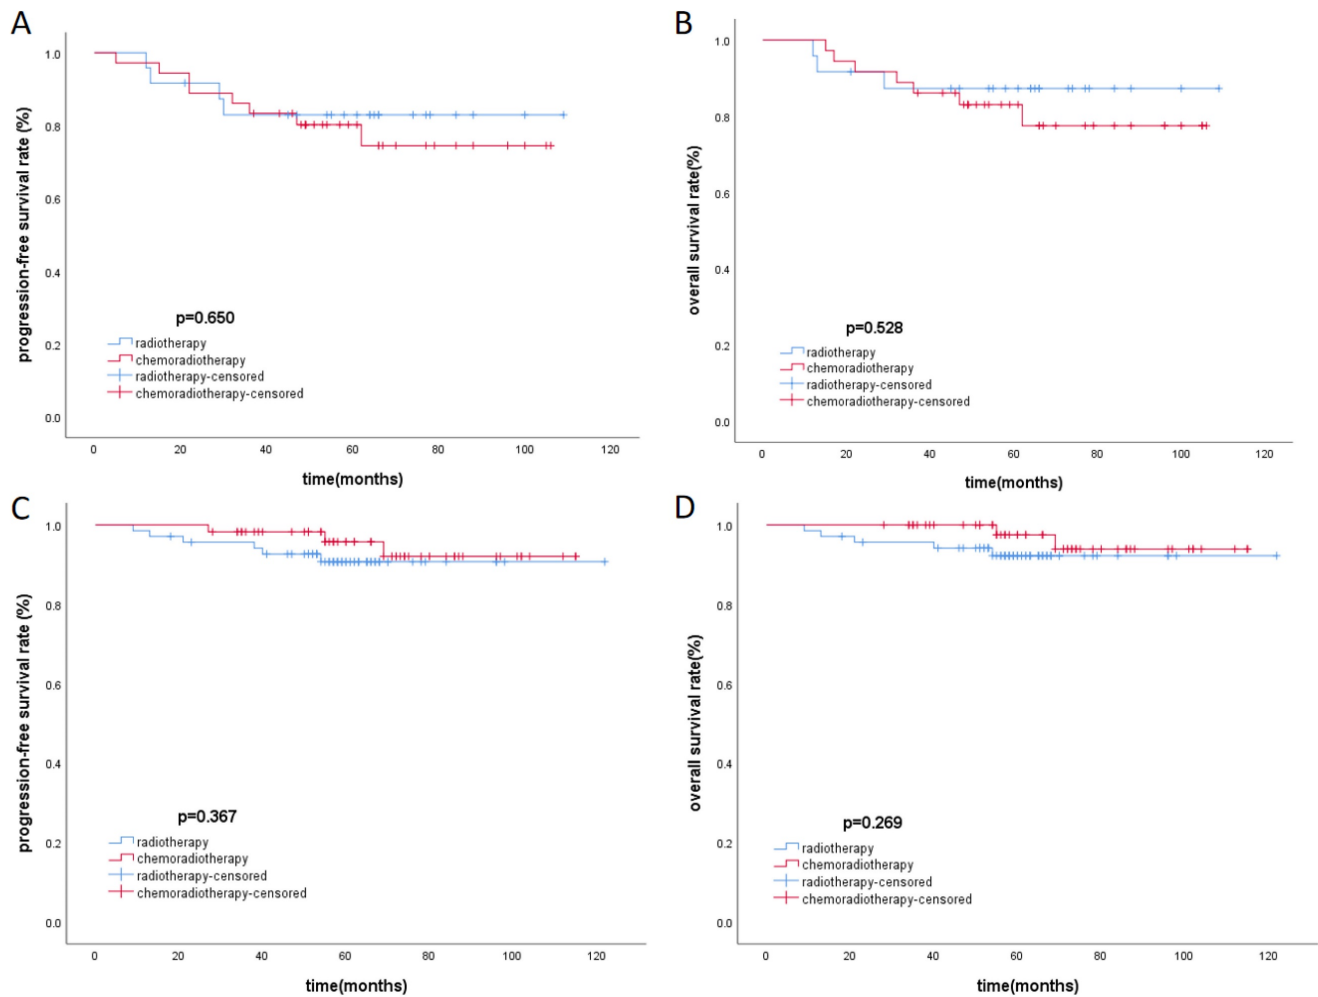 A
progression-free survival rate (%)
1.0
0.8
0.6
0.4
0.2
0.0
p=0.650
radiotherapy
chemoradiotherapy
radiotherapy-censored
chemoradiotherapy-censored
0 20 40 60 80 100 120
time(months)
B
overall survival rate(%)
1.0
0.8
0.6
0.4
0.2
0.0
p=0.528
radiotherapy
chemoradiotherapy
radiotherapy-censored
chemoradiotherapy-censored
0 20 40 60 80 100 120
time(months)
C
progression-free survival rate (%)
1.0
0.8
0.6
0.4
0.2
0.0
p=0.367
radiotherapy
chemoradiotherapy
radiotherapy-censored
chemoradiotherapy-censored
0 20 40 60 80 100 120
time(months)
D
overall survival rate(%)
1.0
0.8
0.6
0.4
0.2
0.0
p=0.269
radiotherapy
chemoradiotherapy
radiotherapy-censored
chemoradiotherapy-censored
0 20 40 60 80 100 120
time(months)